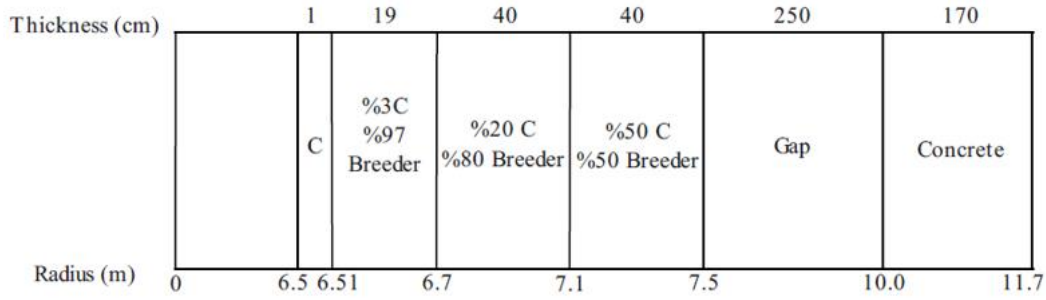 Thickness (cm) 1 19 40 40 250 170
C
%3C
%97
Breeder
%20 C
%80 Breeder
%50 C
%50 Breeder
Gap
Concrete
Radius (m) 0 6.5 6.51 6.7 7.1 7.5 10.0 11.7